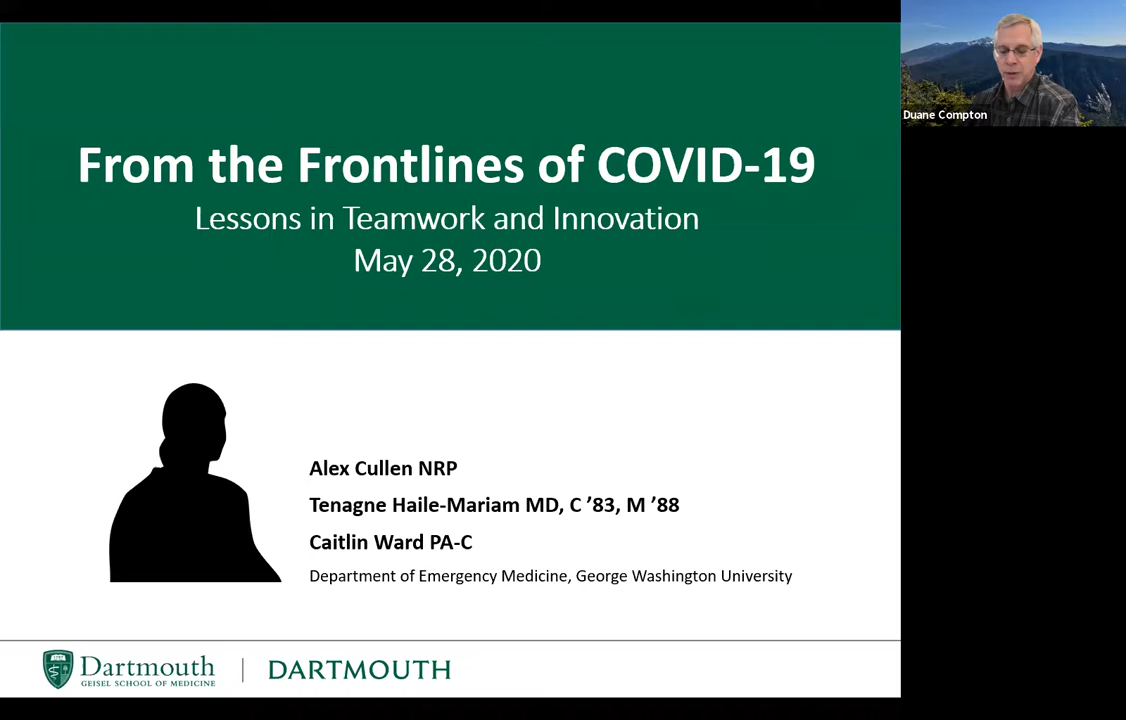 From the Frontlines of COVID-19
Lessons in Teamwork and Innovation
May 28, 2020
Duane Compton
Alex Cullen NRP
Tenagne Haile-Mariam MD, C ’83, M ’88
Caitlin Ward PA-C
Department of Emergency Medicine, George Washington University
Dartmouth
GEISEL SCHOOL OF MEDICINE
DARTMOUTH